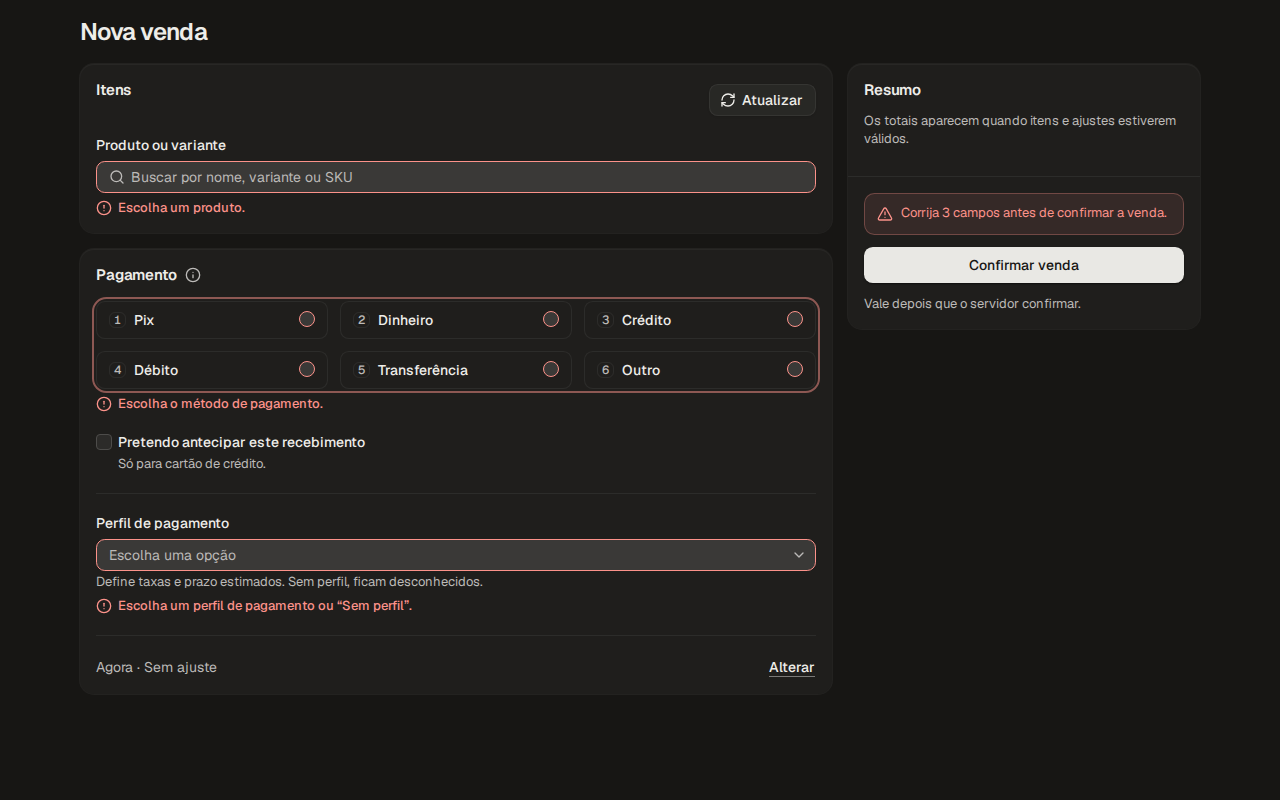 Nova venda
Itens
Atualizar
Produto ou variante
Buscar por nome, variante ou SKU
Escolha um produto.
Pagamento
1 Pix
2 Dinheiro
3 Crédito
4 Débito
5 Transferência
6 Outro
Escolha o método de pagamento.
Pretendo antecipar este recebimento
Só para cartão de crédito.
Perfil de pagamento
Escolha uma opção
Define taxas e prazo estimados. Sem perfil, ficam desconhecidos.
Escolha um perfil de pagamento ou “Sem perfil”.
Agora · Sem ajuste
Alterar
Resumo
Os totais aparecem quando itens e ajustes estiverem
válidos.
Corrija 3 campos antes de confirmar a venda.
Confirmar venda
Vale depois que o servidor confirmar.